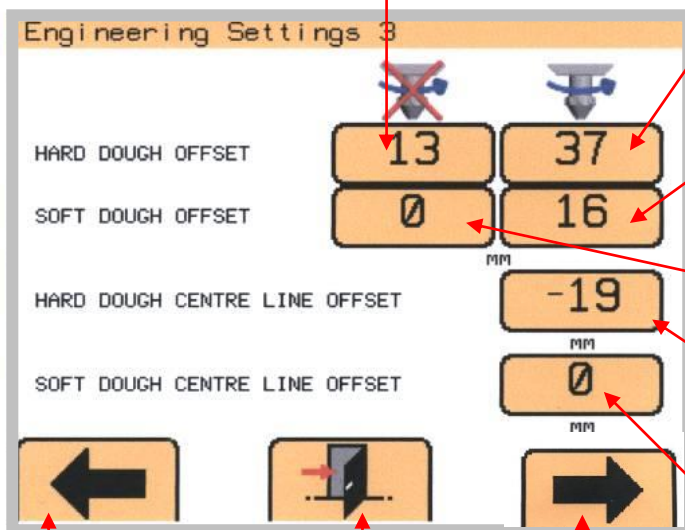 Engineering Settings 3
HARD DOUGH OFFSET 13 37
SOFT DOUGH OFFSET 0 16
MM
HARD DOUGH CENTRE LINE OFFSET -19
MM
SOFT DOUGH CENTRE LINE OFFSET 0
MM